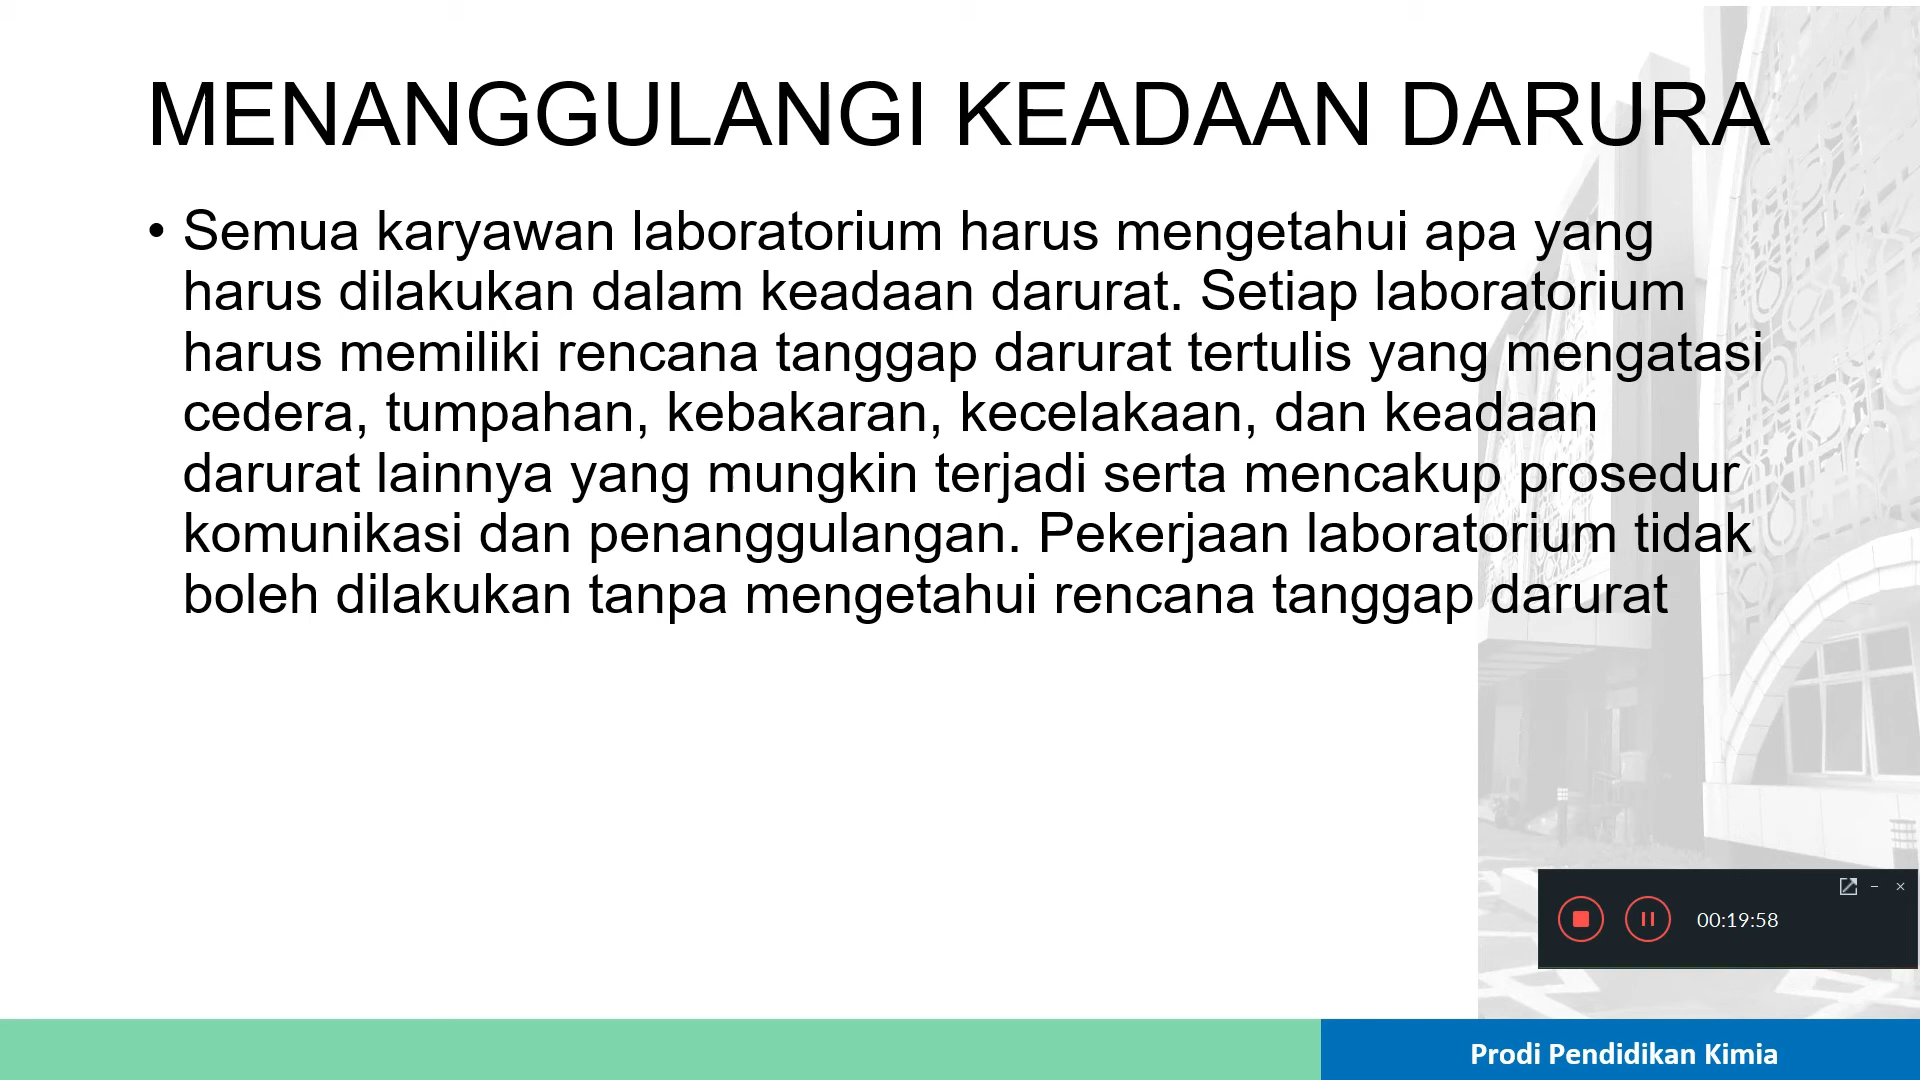 MENANGGULANGI KEADAAN DARURA
• Semua karyawan laboratorium harus mengetahui apa yang
harus dilakukan dalam keadaan darurat. Setiap laboratorium
harus memiliki rencana tanggap darurat tertulis yang mengatasi
cedera, tumpahan, kebakaran, kecelakaan, dan keadaan
darurat lainnya yang mungkin terjadi serta mencakup prosedur
komunikasi dan penanggulangan. Pekerjaan laboratorium tidak
boleh dilakukan tanpa mengetahui rencana tanggap darurat
00:19:58
Prodi Pendidikan Kimia